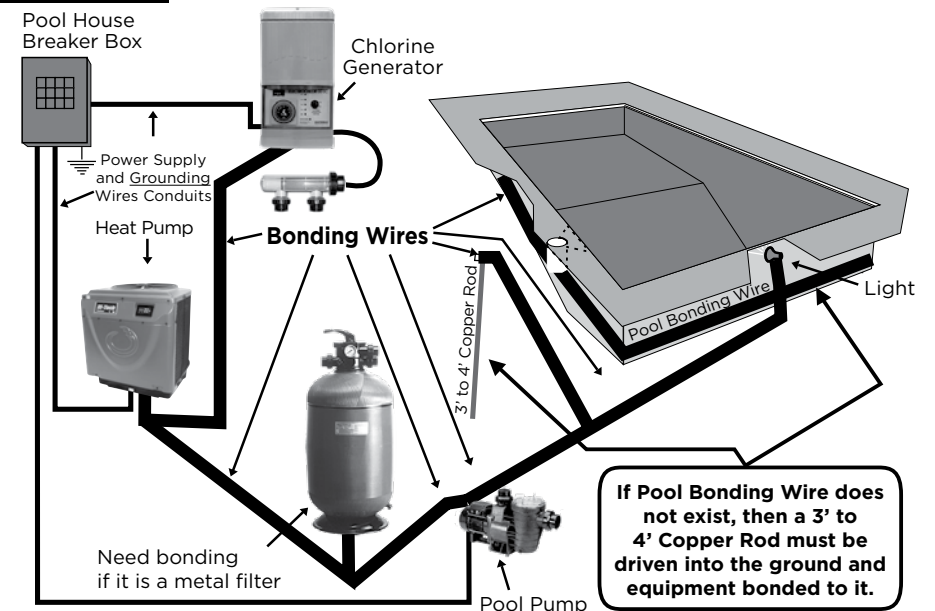 Pool House
Breaker Box
Chlorine
Generator
Power Supply
and Grounding
Wires Conduits
Heat Pump
Bonding Wires
3' to 4' Copper Rod
Pool Bonding Wire
Light
Need bonding
if it is a metal filter
Pool Pump
If Pool Bonding Wire does
not exist, then a 3’ to
4’ Copper Rod must be
driven into the ground and
equipment bonded to it.